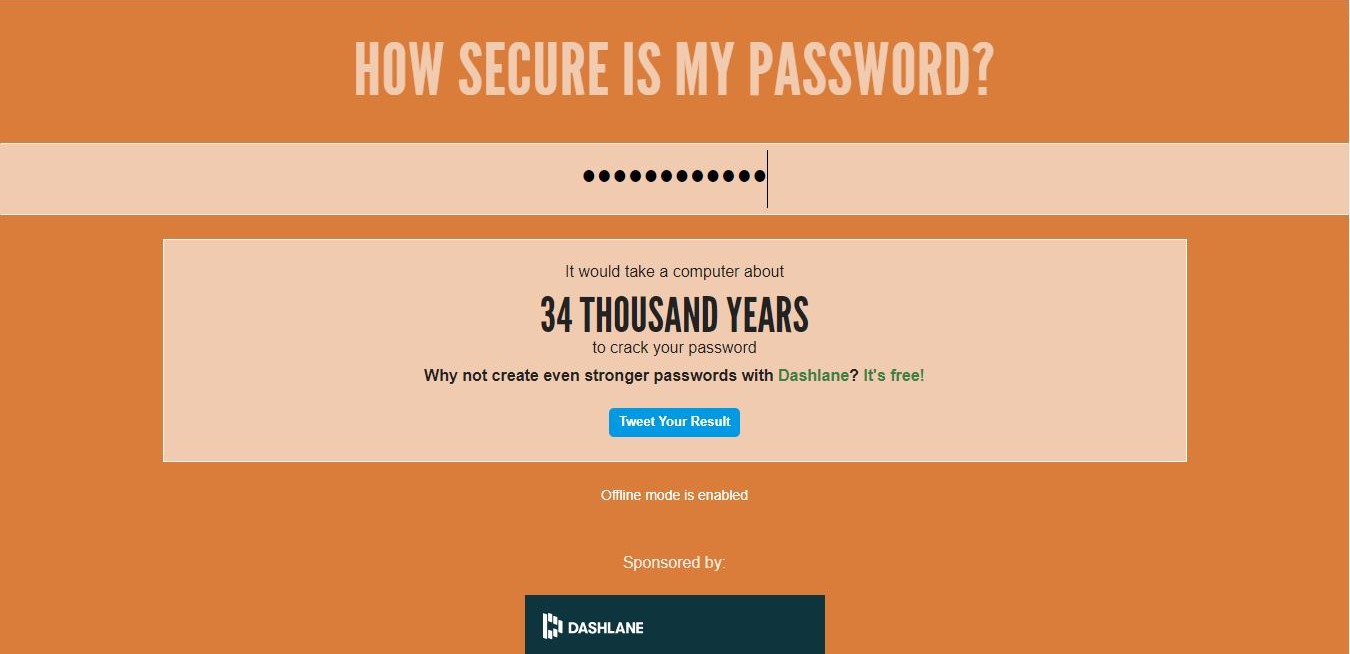 HOW SECURE IS MY PASSWORD?
••••••••••••
It would take a computer about
34 THOUSAND YEARS
to crack your password
Why not create even stronger passwords with Dashlane? It's free!
Tweet Your Result
Offline mode is enabled
Sponsored by:
DASHLANE